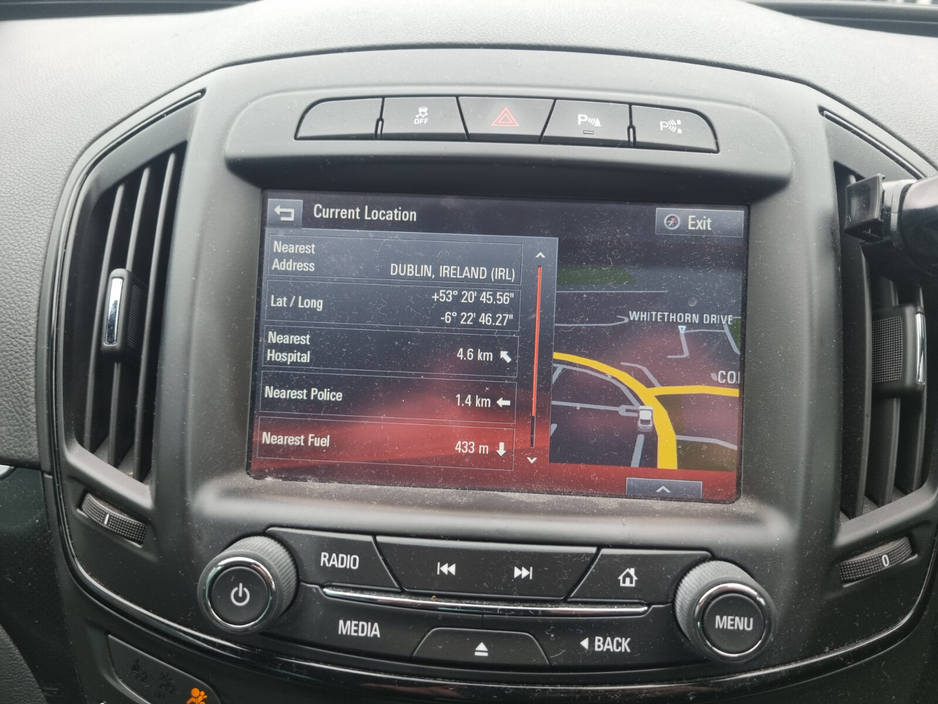 OFF
P
P
Current Location
Exit
Nearest
Address
DUBLIN, IRELAND (IRL)
Lat / Long
+53° 20' 45.56"
-6° 22' 46.27"
Nearest
Hospital
4.6 km
Nearest Police
1.4 km
Nearest Fuel
433 m
WHITETHORN DRIVE
COI
RADIO
MEDIA
BACK
MENU
0